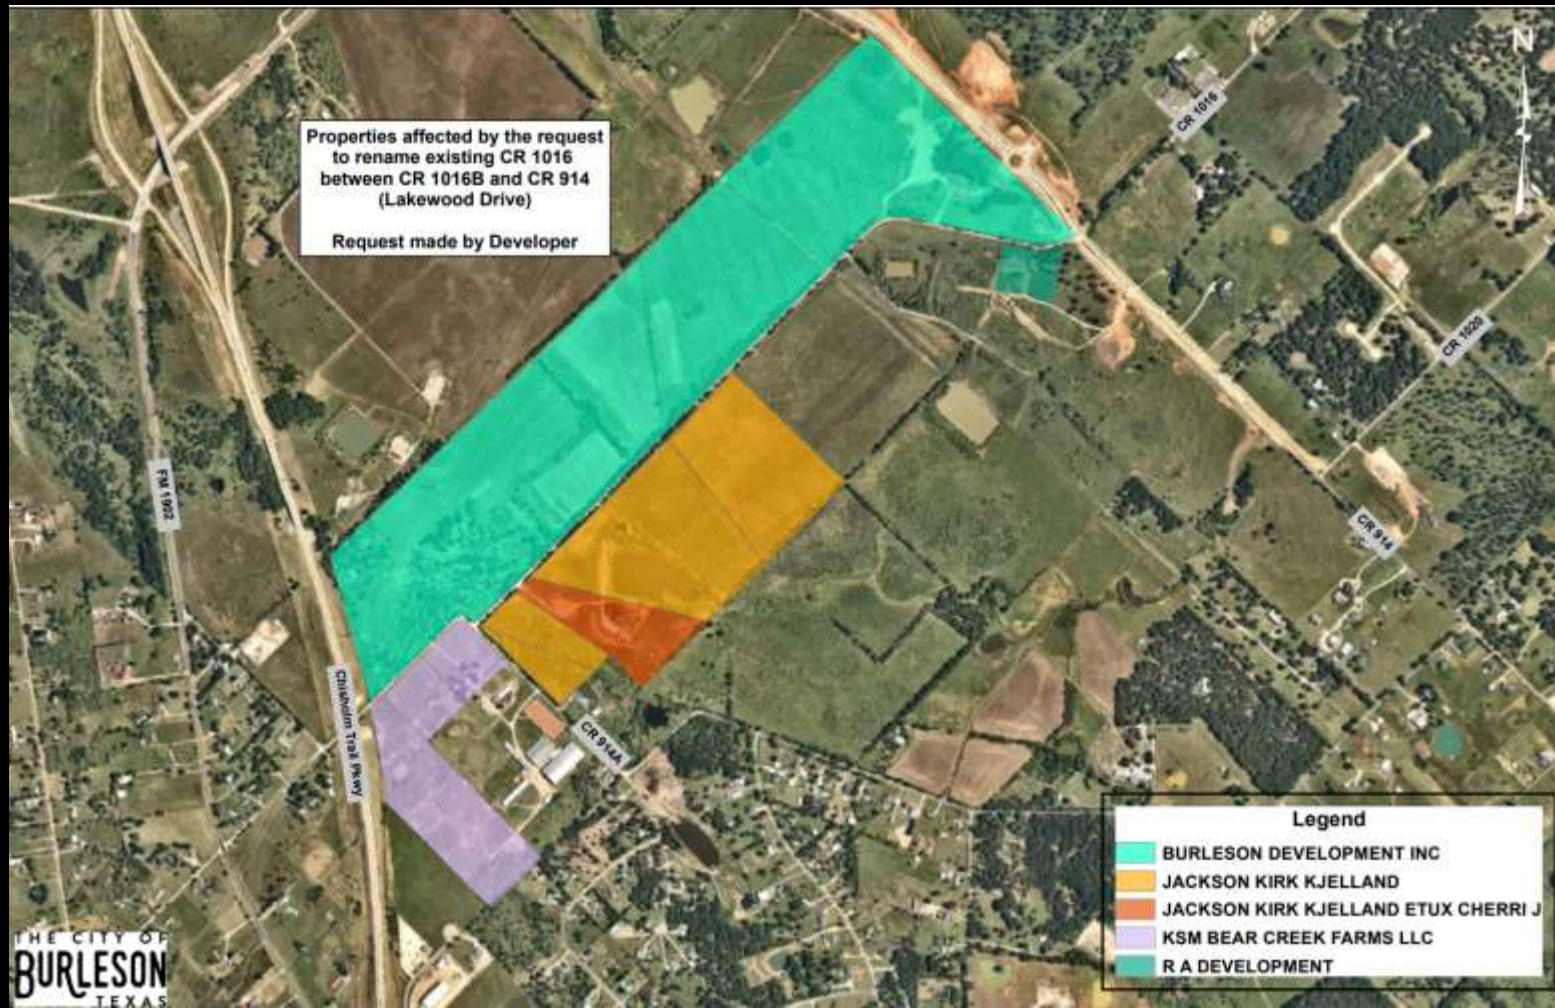 Properties affected by the request
to rename existing CR 1016
between CR 1016B and CR 914
(Lakewood Drive)
Request made by Developer
N
CR 1016
CR 1020
FM 1902
CR 914
Chisholm Trail Pkwy
CR 914A
Legend
BURLESON DEVELOPMENT INC
JACKSON KIRK KJELLAND
JACKSON KIRK KJELLAND ETUX CHERRI J
KSM BEAR CREEK FARMS LLC
R A DEVELOPMENT
THE CITY OF
BURLESON
TEXAS